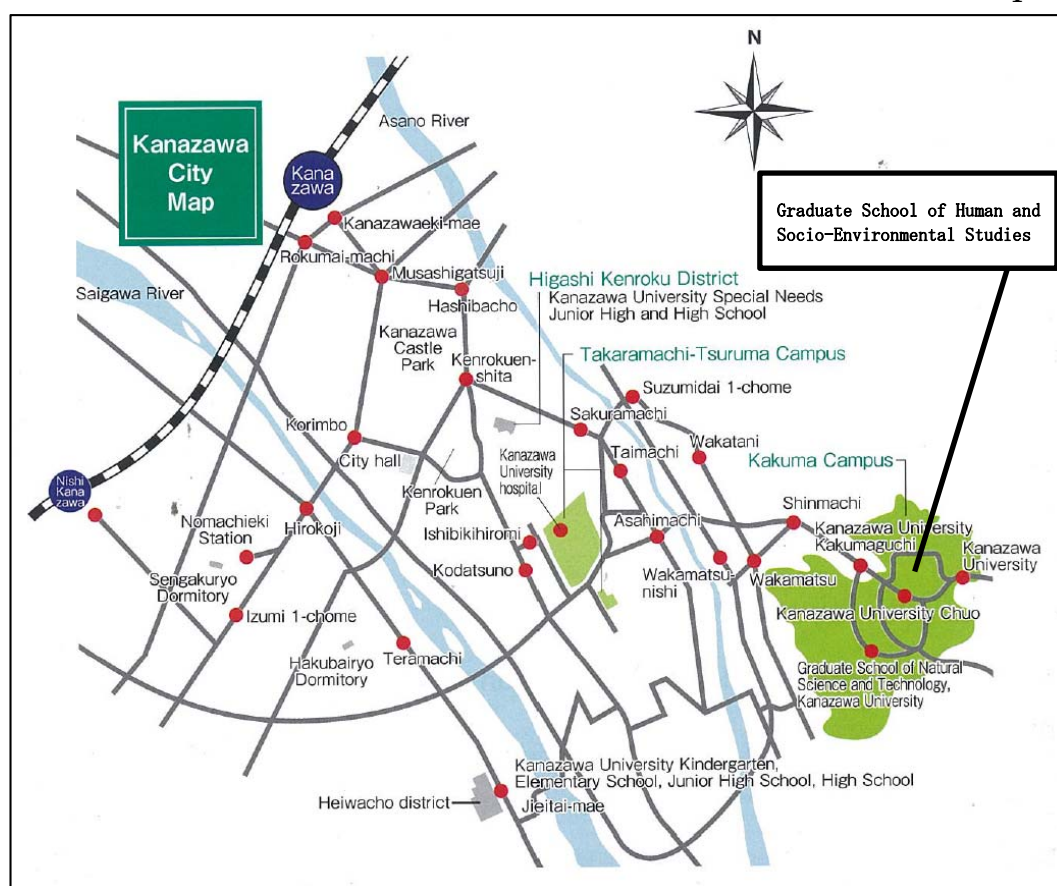 N
Asano River
Kanazawa
City
Map
Kana
zawa
Graduate School of Human and
Socio-Environmental Studies
Kanazawaeki-mae
Rokumai-machi
Musashigatsuji
Saigawa River
Hashibacho
Higashi Kenroku District
Kanazawa University Special Needs
Junior High and High School
Kanazawa
Castle
Park
Kenrokuen-
shita
Takaramachi-Tsuruma Campus
Suzumidai 1-chome
Sakuramachi
Korimbo
City hall
Taimachi
Wakatani
Kanazawa
University
hospital
Kakuma Campus
Nishi
Kana
zawa
Kenrokuen
Park
Shinmachi
Nomachieki
Station
Hirokoji
Ishibikihiromi
Asahimachi
Kanazawa University
Kakumaguchi
Kanazawa
University
Kodatsuno
Sengakuryo
Dormitory
Wakamatsu-
nishi
Wakamatsu
Izumi 1-chome
Kanazawa University Chuo
Hakubairyo
Dormitory
Teramachi
Graduate School of Natural
Science and Technology,
Kanazawa University
Kanazawa University Kindergarten,
Elementary School, Junior High School, High School
Heiwacho district
Jieitai-mae